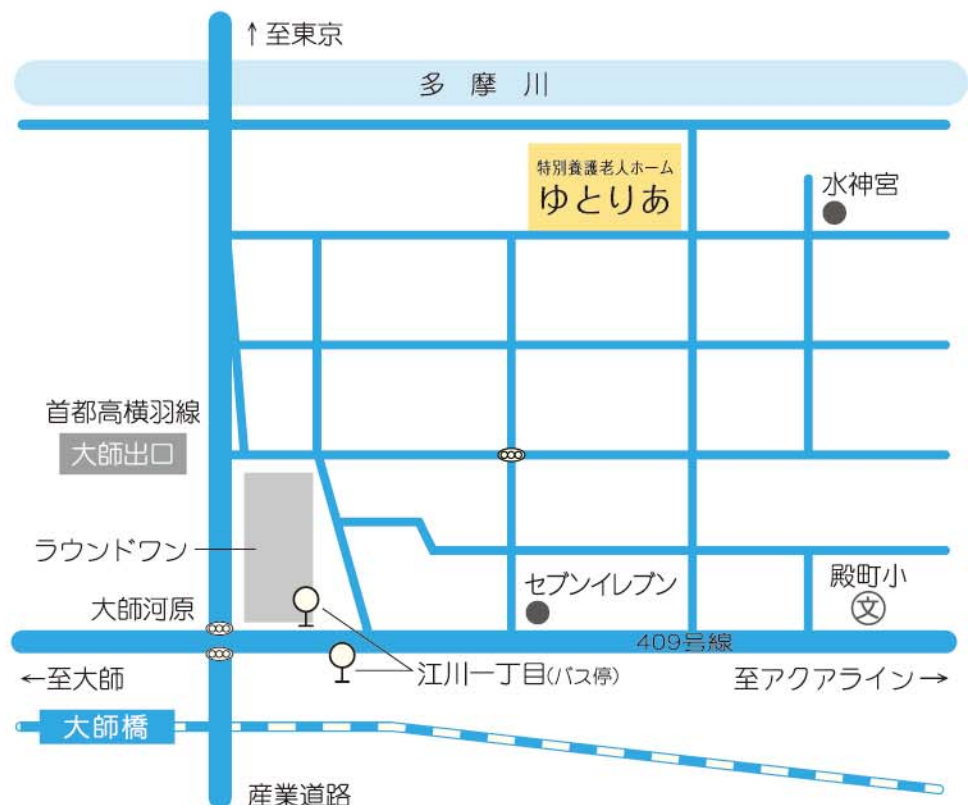 ↑至東京
多摩川
特別養護老人ホーム
ゆとりあ
水神宮
首都高横羽線
大師出口
ラウンドワン
セブンイレブン
殿町小
文
大師河原
409号線
←至大師
江川一丁目(バス停)
至アクアライン→
大師橋
産業道路